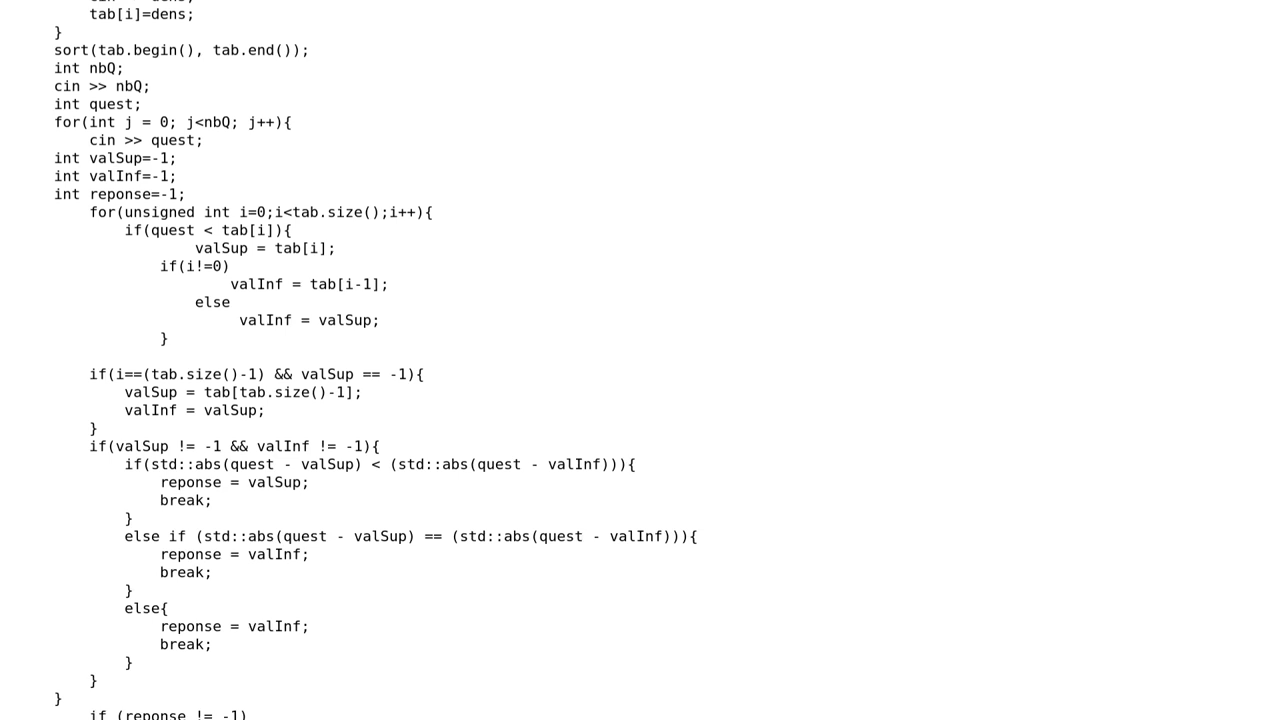 tab[i]=dens;
}
sort(tab.begin(), tab.end());
int nbQ;
cin >> nbQ;
int quest;
for(int j = 0; j<nbQ; j++){
cin >> quest;
int valSup=-1;
int valInf=-1;
int reponse=-1;
for(unsigned int i=0;i<tab.size();i++){
if(quest < tab[i]){
valSup = tab[i];
if(i!=0)
valInf = tab[i-1];
else
valInf = valSup;
}
if(i==(tab.size()-1) && valSup == -1){
valSup = tab[tab.size()-1];
valInf = valSup;
}
if(valSup != -1 && valInf != -1){
if(std::abs(quest - valSup) < (std::abs(quest - valInf))){
reponse = valSup;
break;
}
else if (std::abs(quest - valSup) == (std::abs(quest - valInf))){
reponse = valInf;
break;
}
else{
reponse = valInf;
break;
}
}
}
if (reponse != -1)